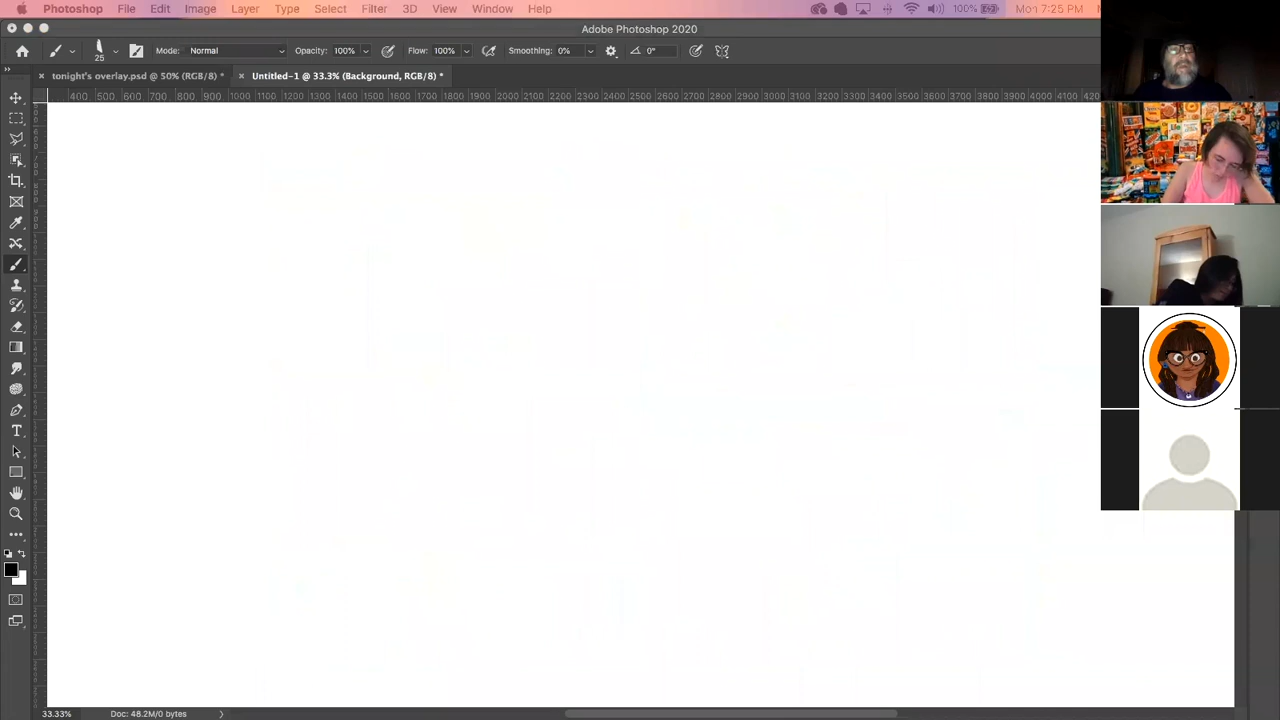 Photoshop File Edit Image Layer Type Select Filter 3D View Window Help 100% Mon 7:25 PM
Adobe Photoshop 2020
25 Mode: Normal Opacity: 100% Flow: 100% Smoothing: 0% 0°
tonight's overlay.psd @ 50% (RGB/8) * Untitled-1 @ 33.3% (Background, RGB/8) *
400 500 600 700 800 900 1000 1100 1200 1300 1400 1500 1600 1700 1800 1900 2000 2100 2200 2300 2400 2500 2600 2700 2800 2900 3000 3100 3200 3300 3400 3500 3600 3700 3800 3900 4000 4100
Life
33.33% Doc: 48.2M/0 bytes